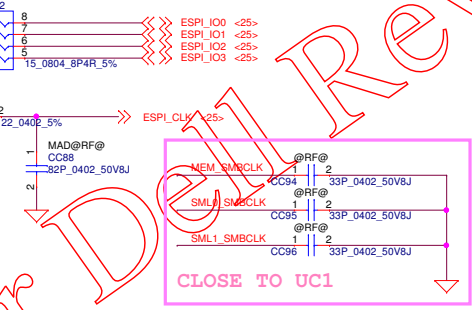 2
8 ESPI_IO0 <25>
7 ESPI_IO1 <25>
6 ESPI_IO2 <25>
5 ESPI_IO3 <25>
15_0804_8P4R_5%
2 ESPI_CLK <25>
22_0402_5%
MAD@RF@
1 CC88
82P_0402_50V8J
2
@RF@
MEM_SMBCLK 1 2
CC94 33P_0402_50V8J
@RF@
SML0_SMBCLK 1 2
CC95 33P_0402_50V8J
@RF@
SML1_SMBCLK 1 2
CC96 33P_0402_50V8J
CLOSE TO UC1
Dell Re